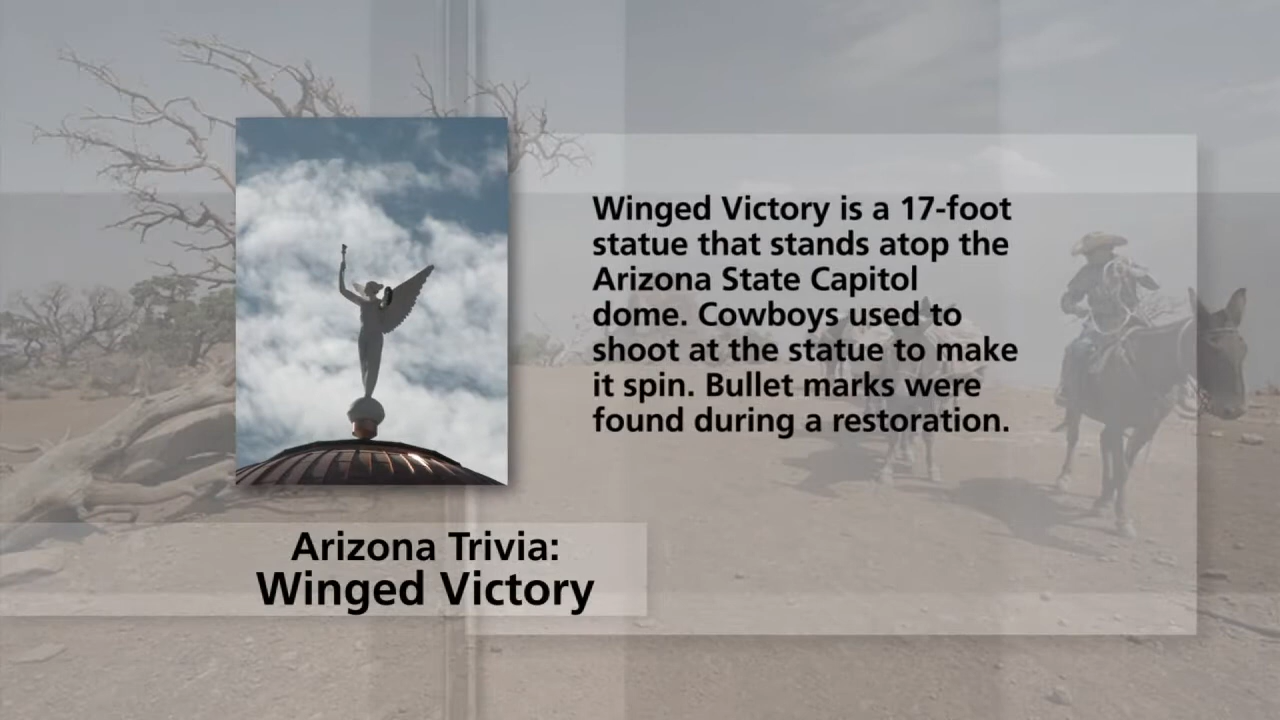 Winged Victory is a 17-foot
statue that stands atop the
Arizona State Capitol
dome. Cowboys used to
shoot at the statue to make
it spin. Bullet marks were
found during a restoration.
Arizona Trivia:
Winged Victory